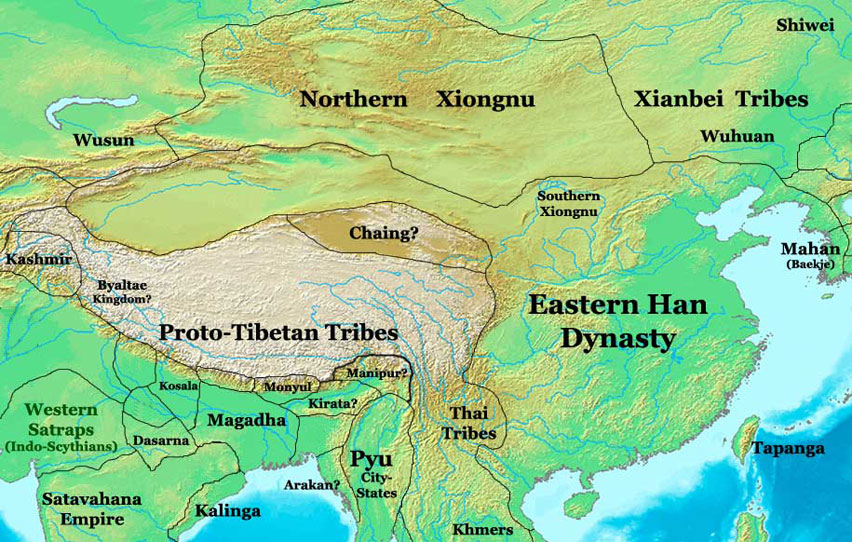 Shiwei
Northern Xiongnu
Xianbei Tribes
Wusun
Wuhuan
Southern
Xiongnu
Chaing?
Kashmir
Mahan
(Baekje)
Byaltae
Kingdom?
Eastern Han
Dynasty
Proto-Tibetan Tribes
Manipur?
Kosala
Monyul
Kirata?
Western
Satraps
(Indo-Scythians)
Magadha
Thai
Tribes
Dasarna
Tapanga
Pyu
City-
States
Arakan?
Satavahana
Empire
Kalinga
Khmers